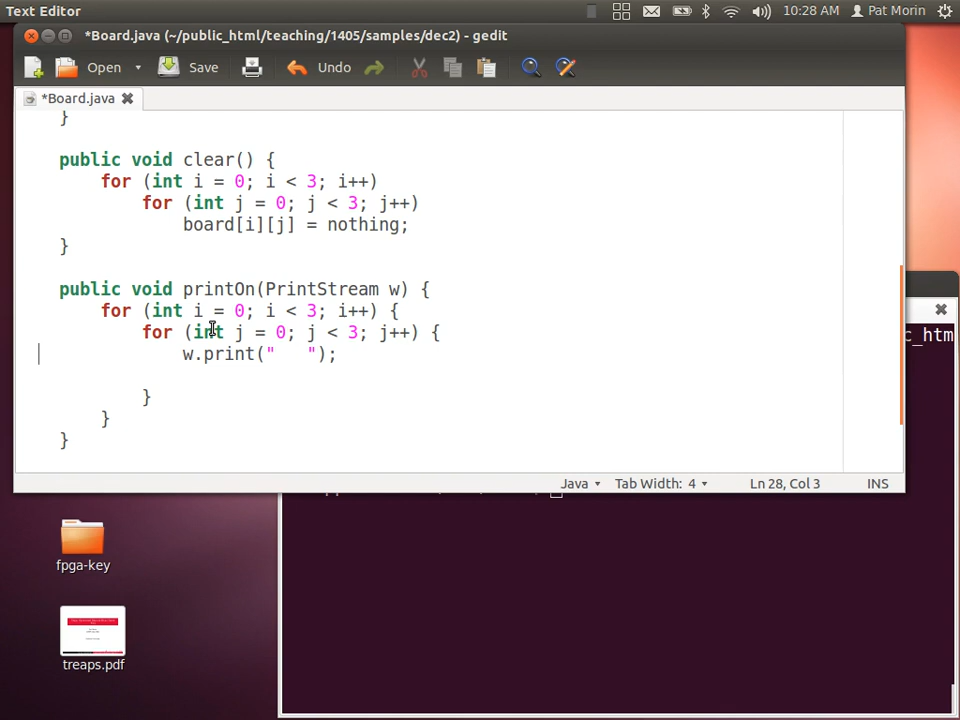 Text Editor
10:28 AM
Pat Morin
*Board.java (~/public_html/teaching/1405/samples/dec2) - gedit
Open
Save
Undo
*Board.java
}
public void clear() {
for (int i = 0; i < 3; i++)
for (int j = 0; j < 3; j++)
board[i][j] = nothing;
}
public void printOn(PrintStream w) {
for (int i = 0; i < 3; i++) {
for (int j = 0; j < 3; j++) {
w.print("   ");
}
}
}
c_htm
Java
Tab Width: 4
Ln 28, Col 3
INS
fpga-key
treaps.pdf